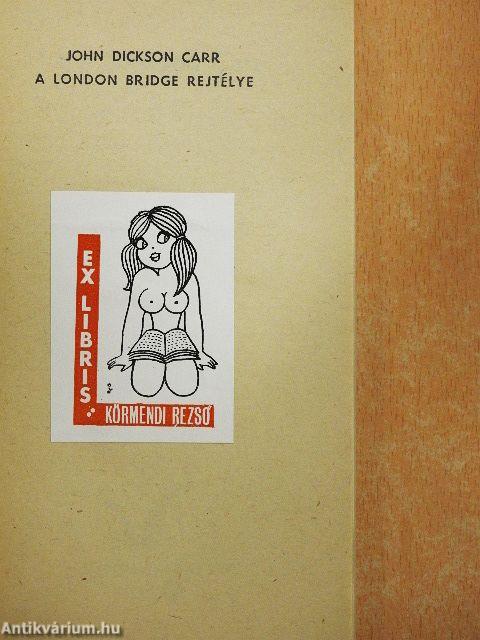 JOHN DICKSON CARR
A LONDON BRIDGE REJTÉLYE
EX LIBRIS:
KÖRMENDI REZSŐ
Antikvárium.hu